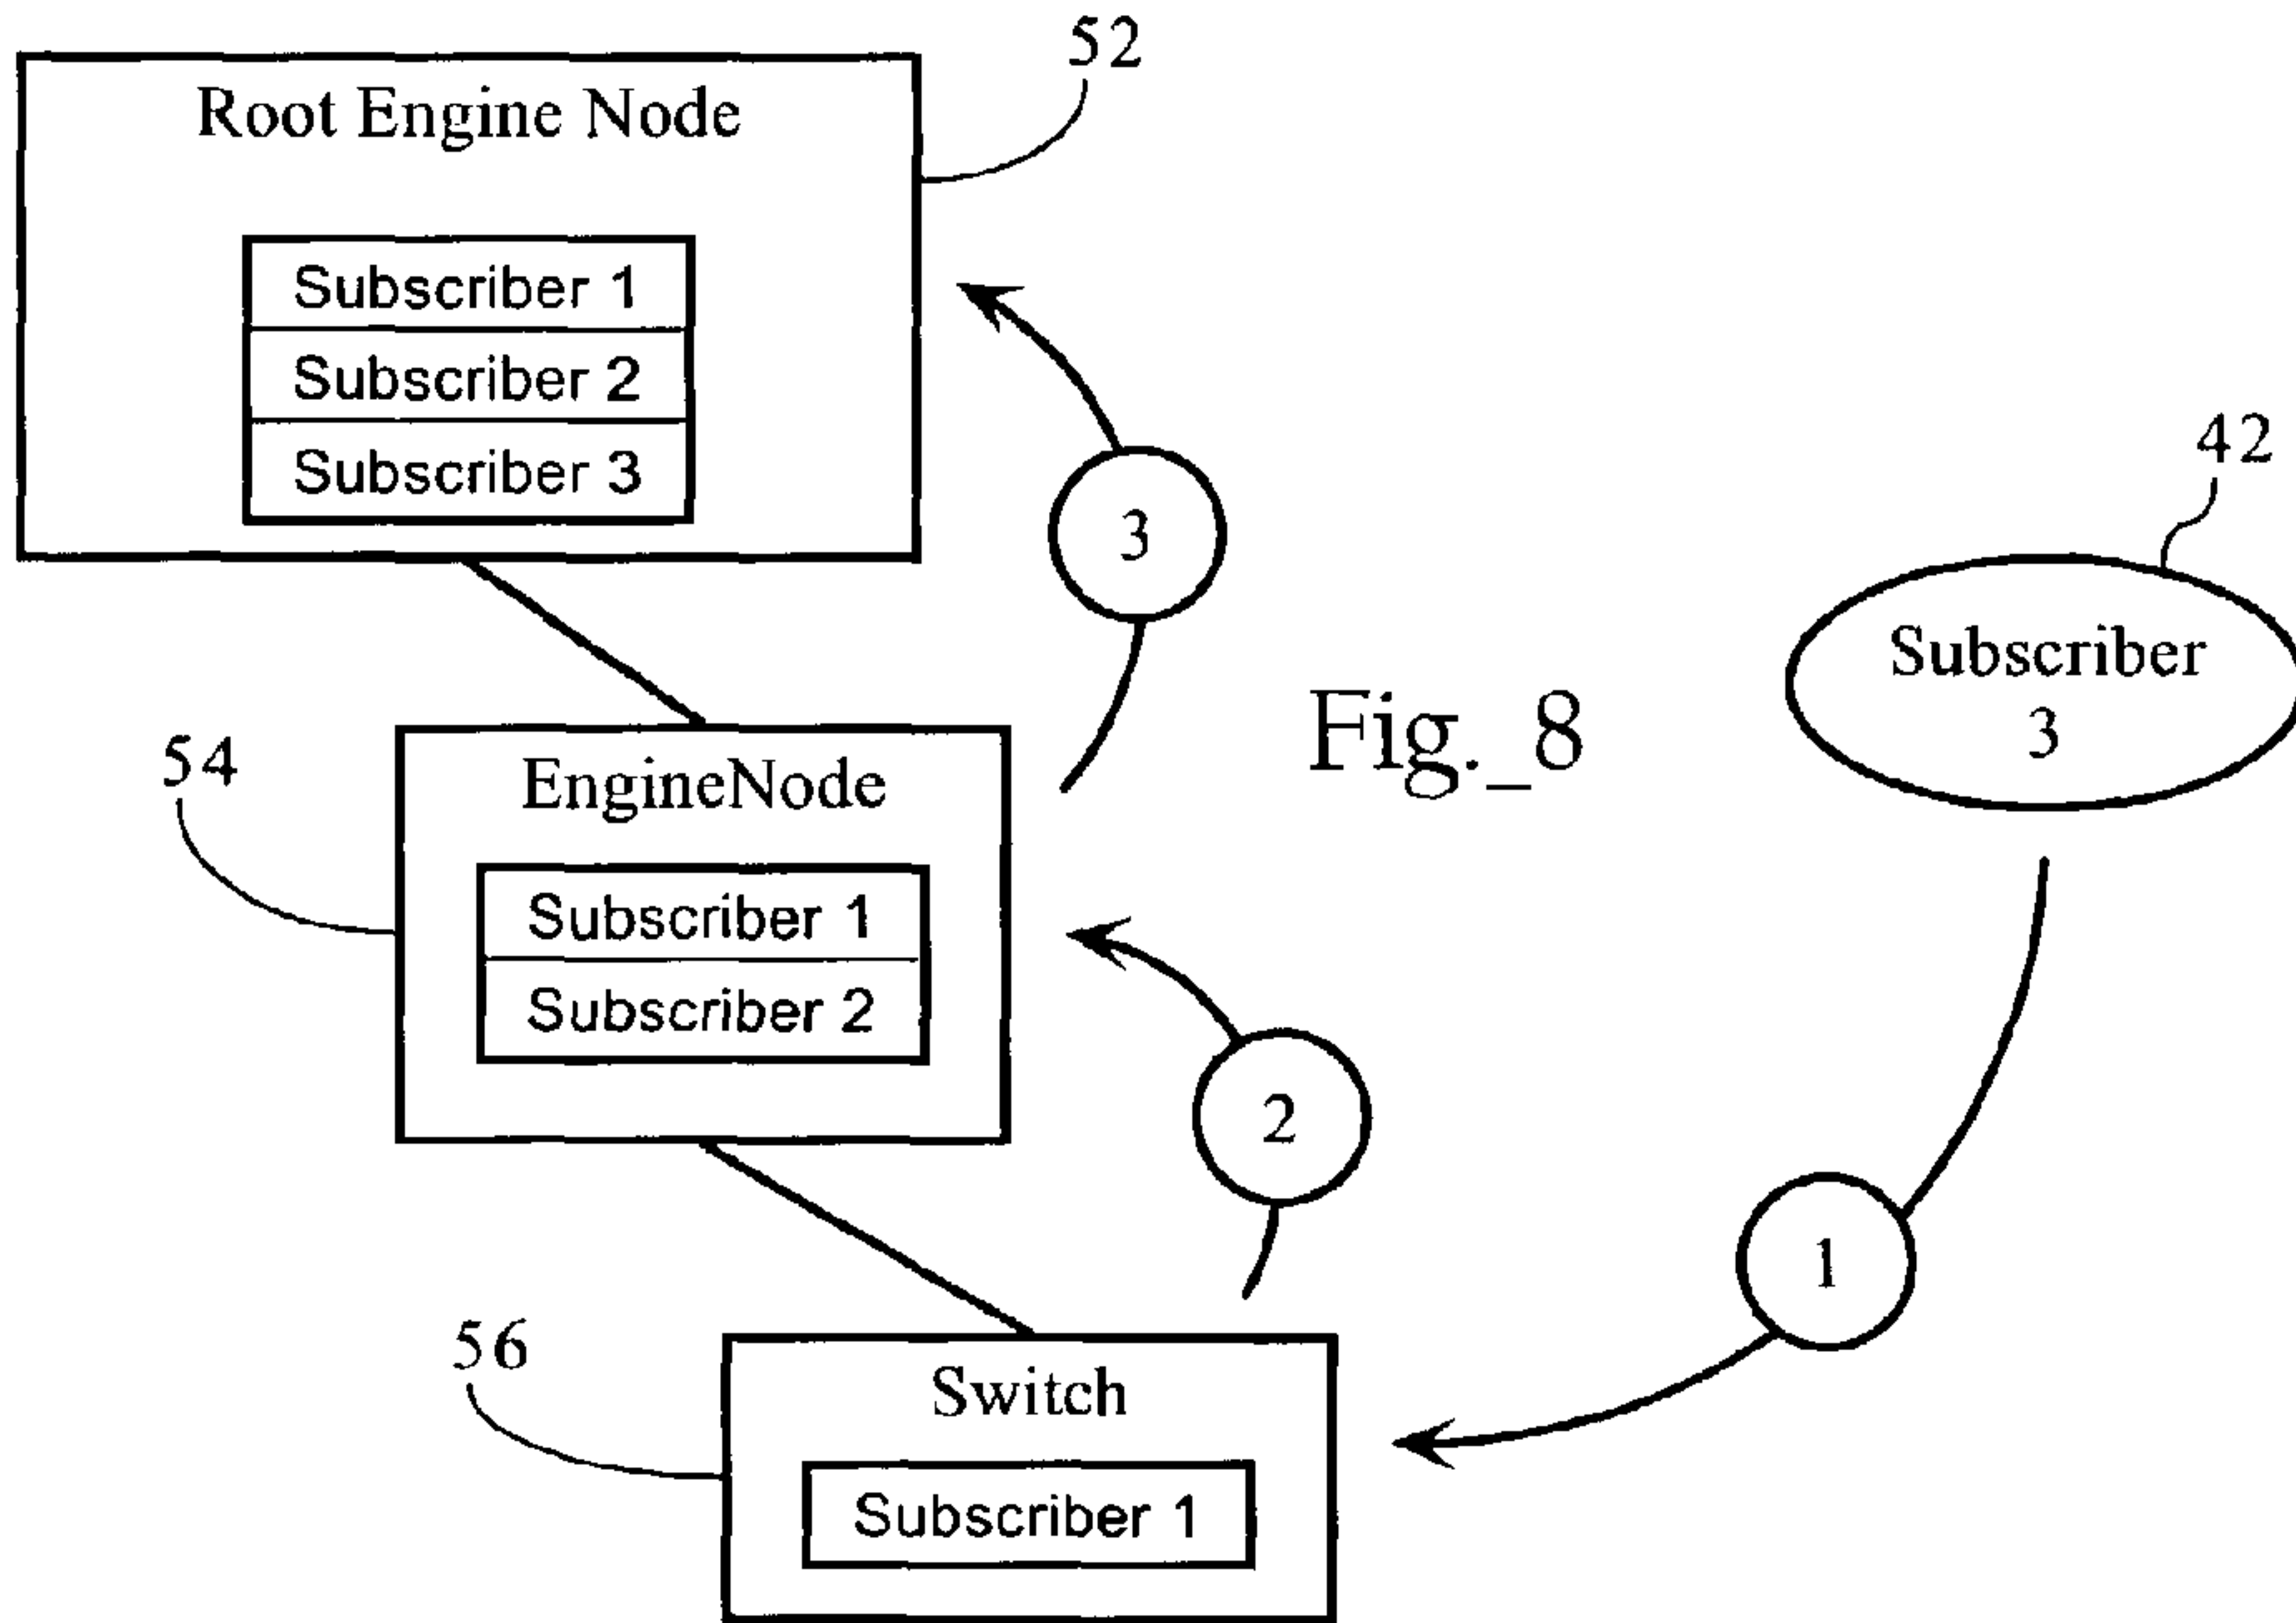 52
Root Engine Node
Subscriber 1
Subscriber 2
Subscriber 3
3
42
Subscriber
3
Fig._8
54
EngineNode
Subscriber 1
Subscriber 2
2
1
56
Switch
Subscriber 1